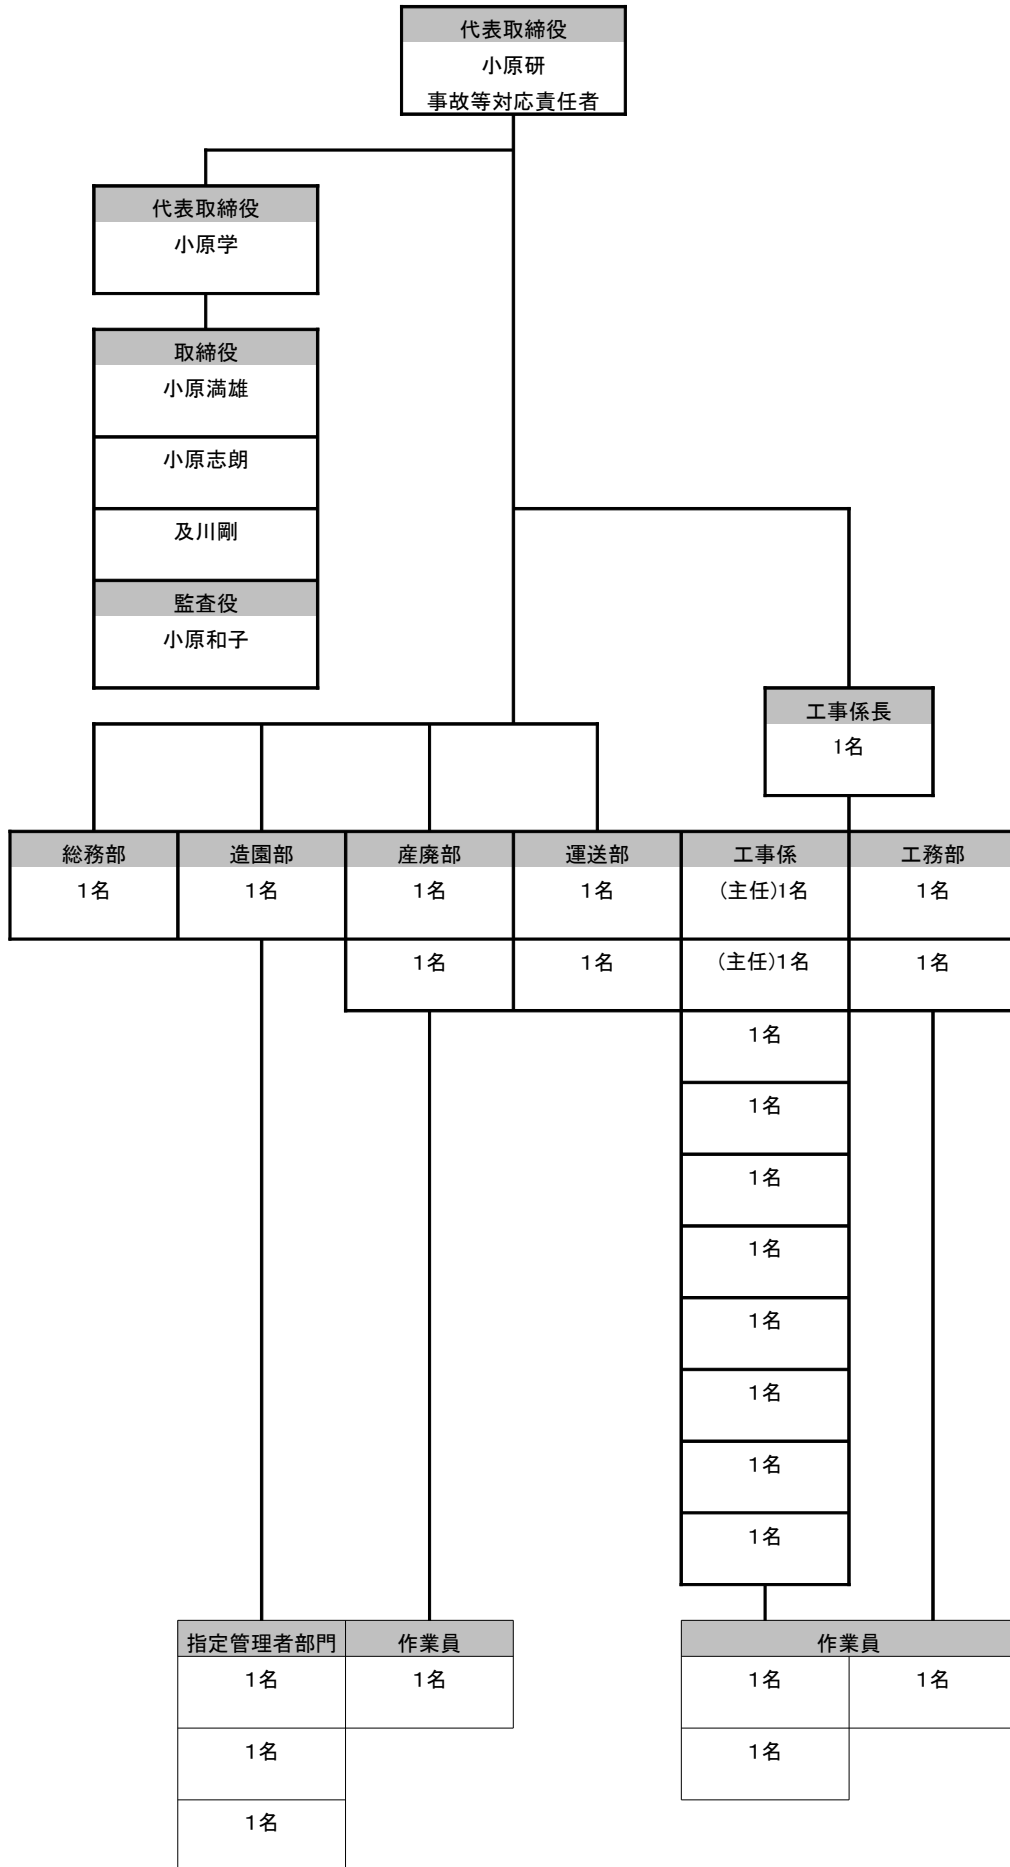 代表取締役
小原研
事故等対応責任者
代表取締役
小原学
取締役
小原満雄
小原志朗
及川剛
監査役
小原和子
工事係長
1名
総務部 造園部 産廃部 運送部 工事係 工務部
1名 1名 1名 1名 (主任)1名 1名
1名 1名 (主任)1名 1名
1名
1名
1名
1名
1名
1名
1名
1名
指定管理者部門 作業員 作業員
1名 1名 1名 1名
1名 1名
1名